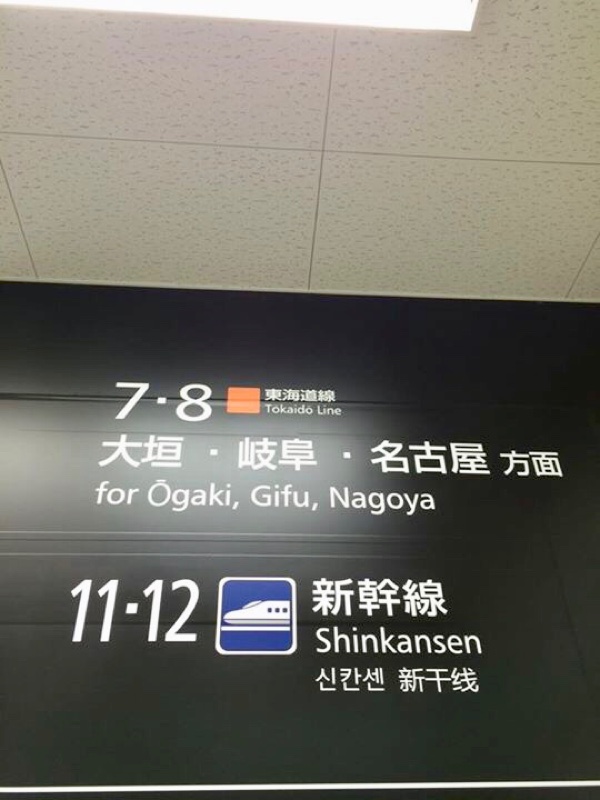 7・8 東海道線
Tokaido Line
大垣・岐阜・名古屋 方面
for Ōgaki, Gifu, Nagoya
11・12 新幹線
Shinkansen
신칸센 新干线